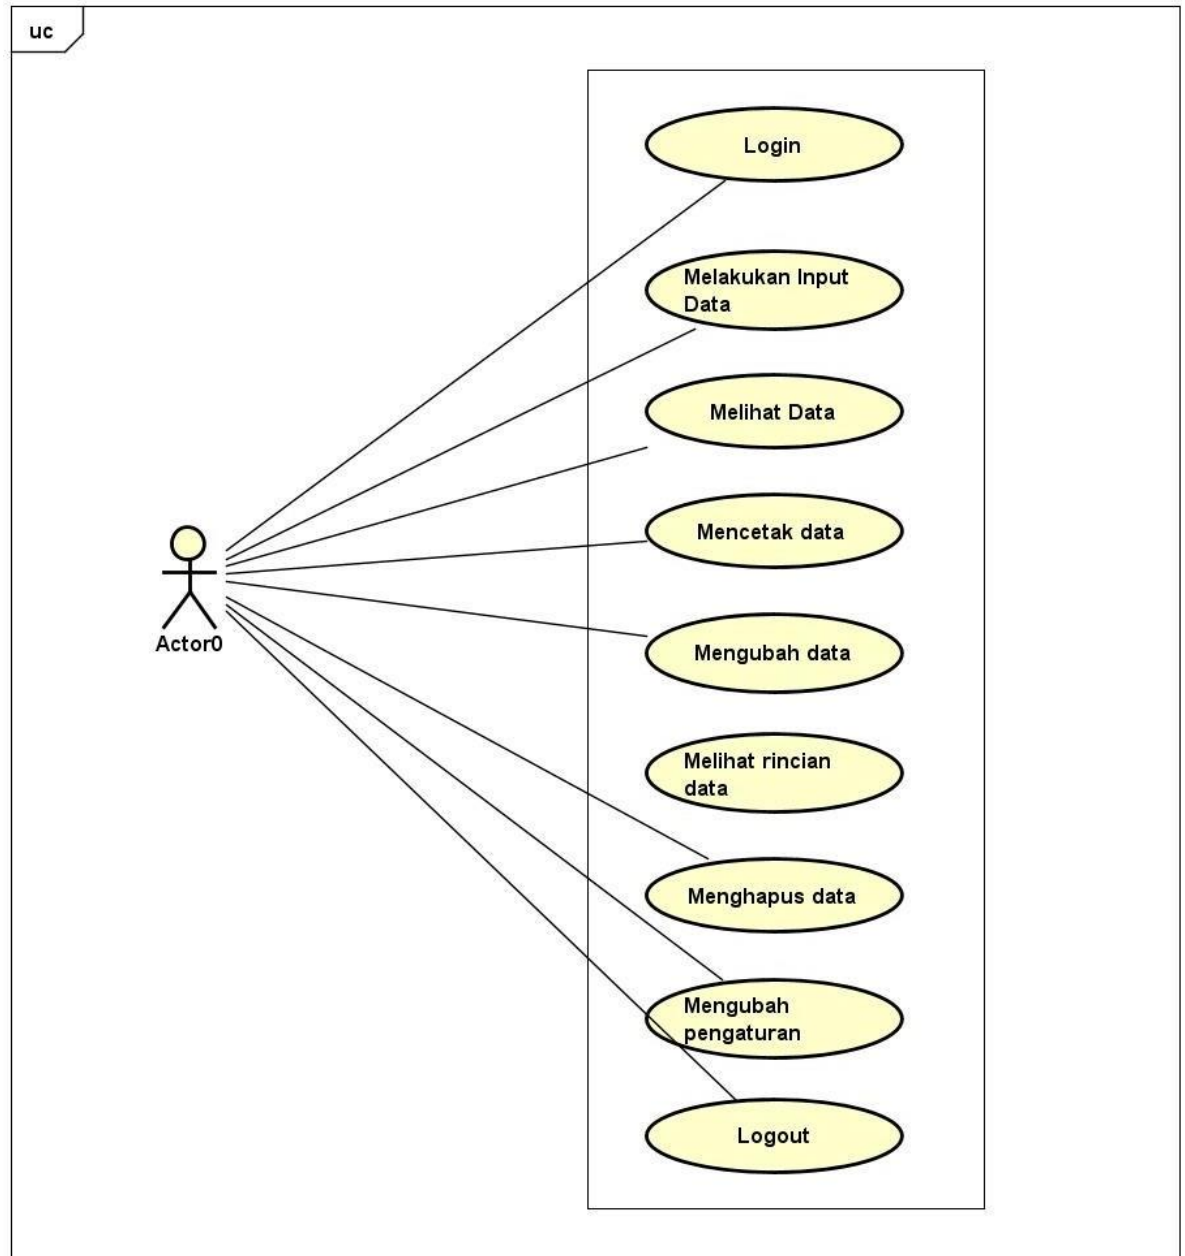 uc
Login
Melakukan Input
Data
Melihat Data
Mencetak data
Actor0
Mengubah data
Melihat rincian
data
Menghapus data
Mengubah
pengaturan
Logout